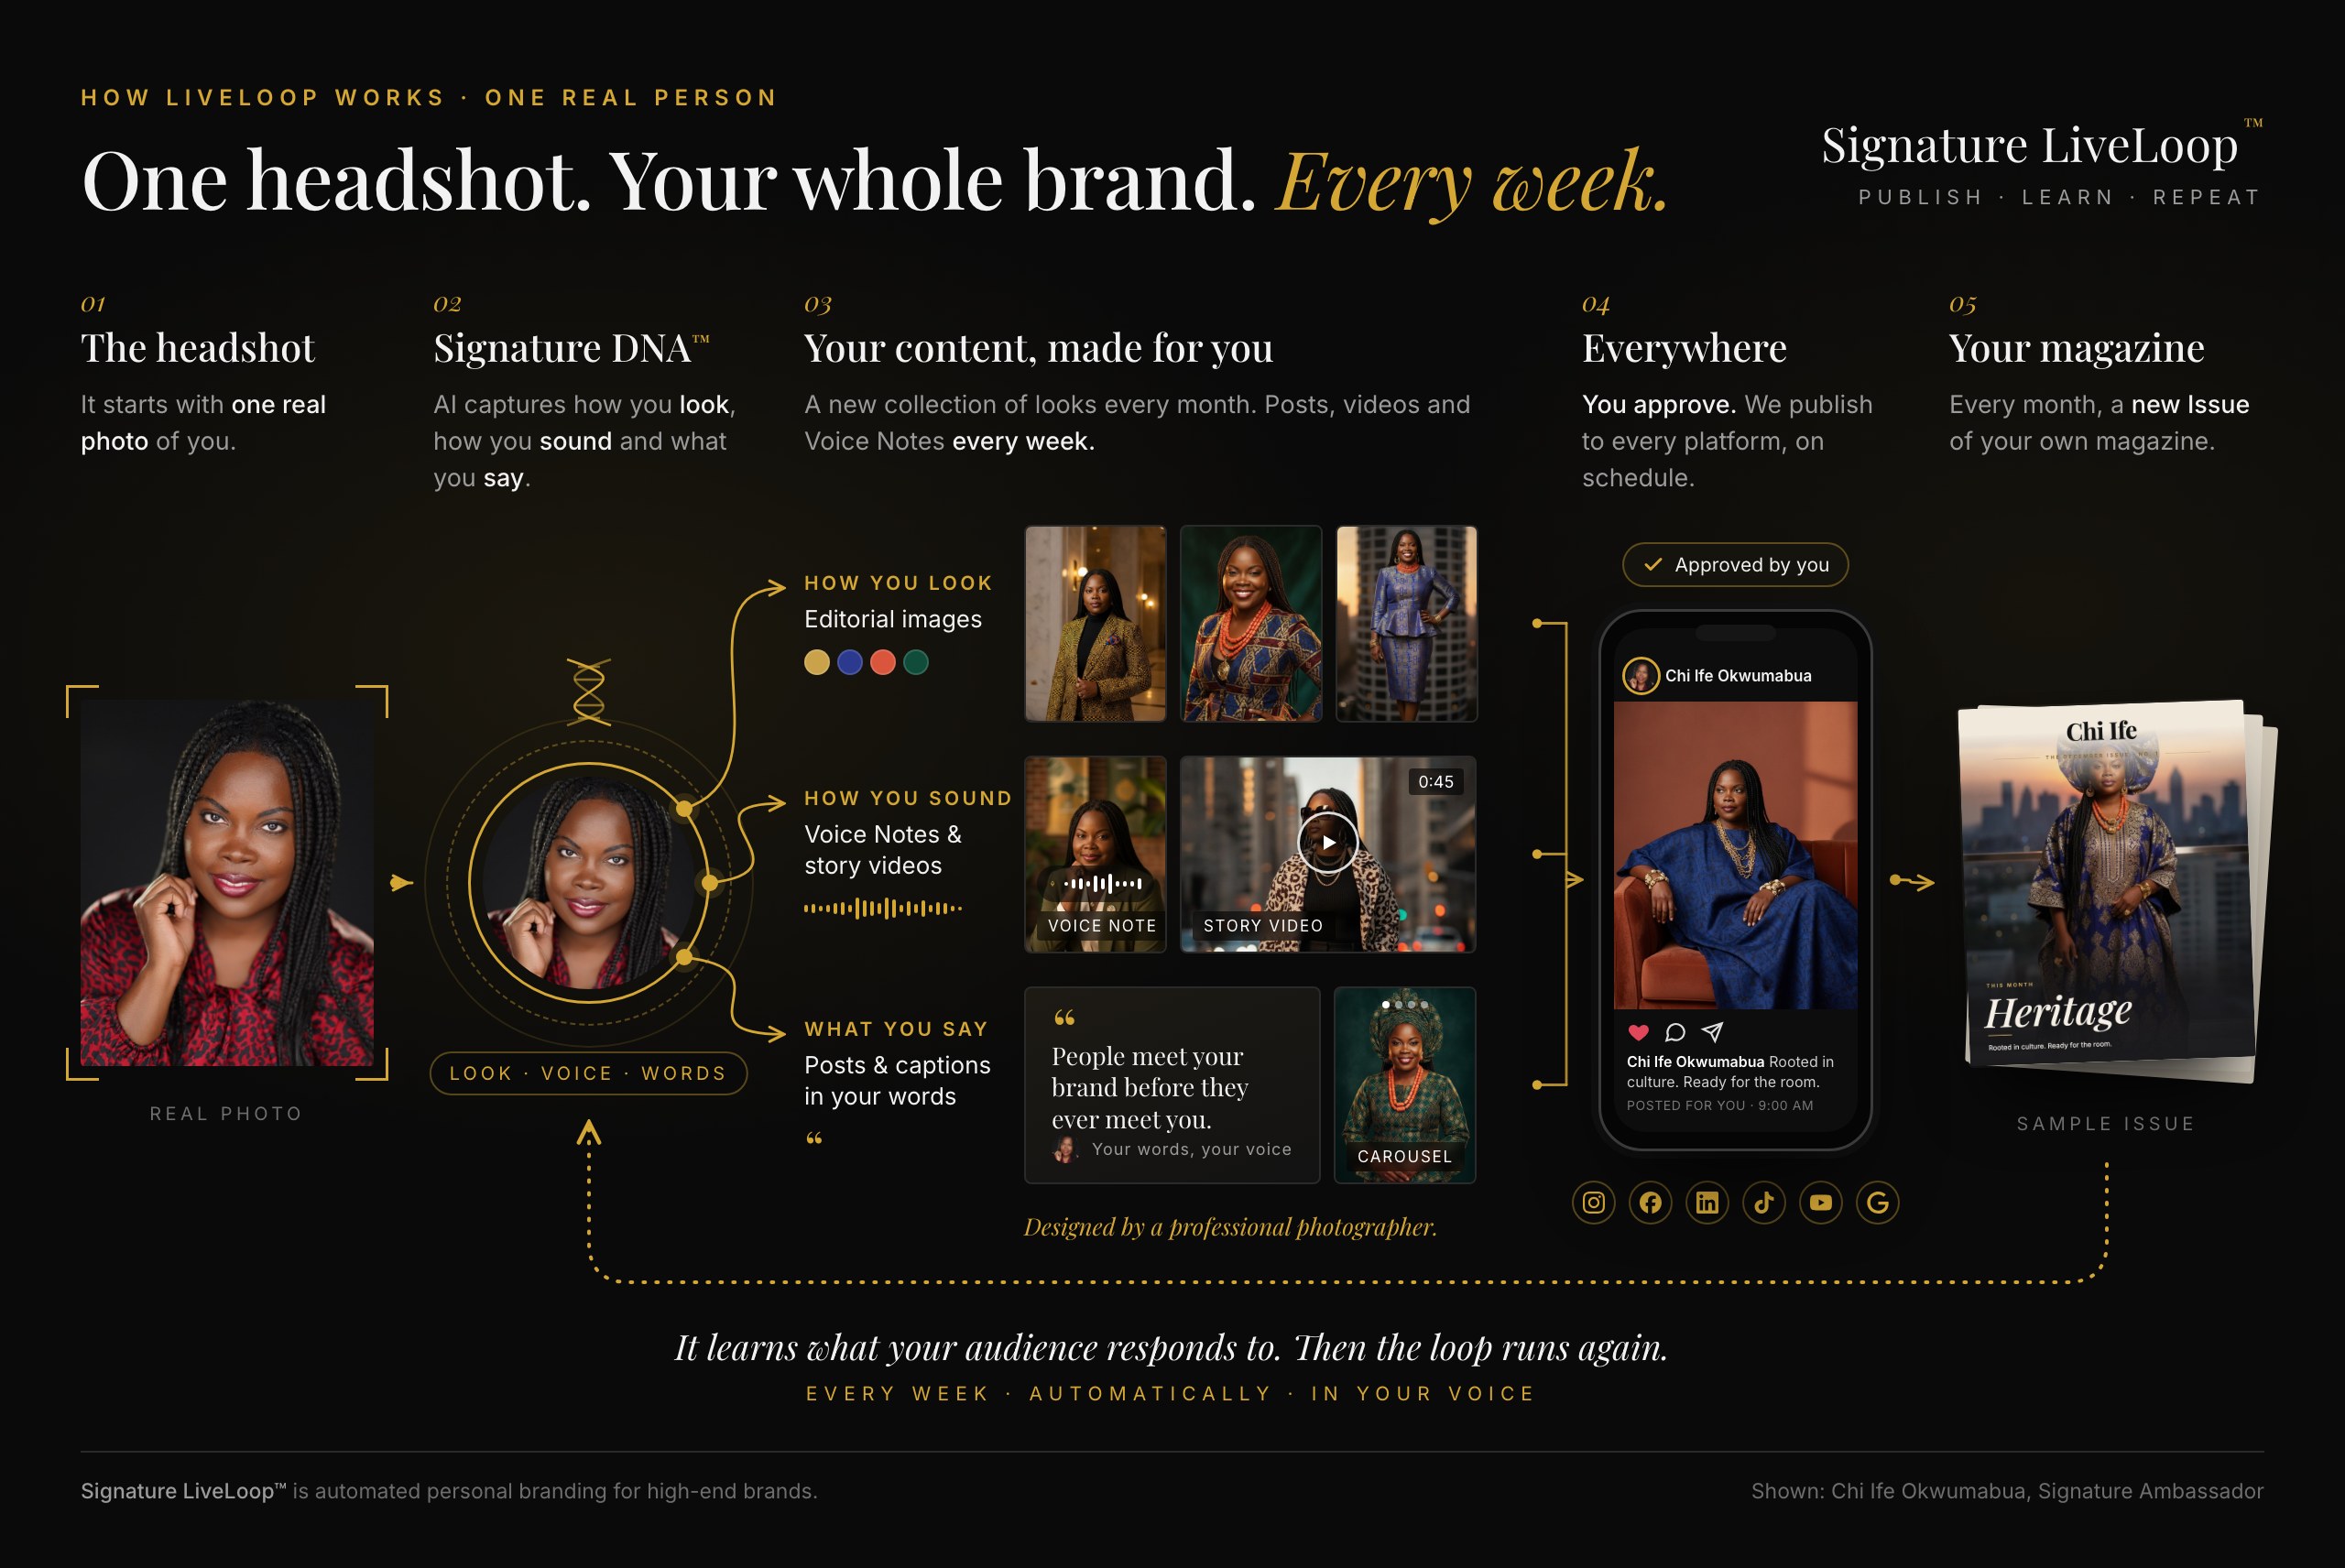 HOW LIVELOOP WORKS · ONE REAL PERSON
One headshot. Your whole brand. Every week.
Signature LiveLoop™
PUBLISH · LEARN · REPEAT
01
The headshot
It starts with one real
photo of you.
02
Signature DNA™
AI captures how you look,
how you sound and what
you say.
03
Your content, made for you
A new collection of looks every month. Posts, videos and
Voice Notes every week.
04
Everywhere
You approve. We publish
to every platform, on
schedule.
05
Your magazine
Every month, a new Issue
of your own magazine.
REAL PHOTO
LOOK · VOICE · WORDS
HOW YOU LOOK
Editorial images
HOW YOU SOUND
Voice Notes &
story videos
VOICE NOTE
0:45
STORY VIDEO
WHAT YOU SAY
Posts & captions
in your words
“
“
People meet your
brand before they
ever meet you.
Your words, your voice
CAROUSEL
Designed by a professional photographer.
Approved by you
Chi Ife Okwumabua
Chi Ife Okwumabua Rooted in
culture. Ready for the room.
POSTED FOR YOU · 9:00 AM
Chi Ife
THIS MONTH
Heritage
Rooted in culture. Ready for the room.
SAMPLE ISSUE
It learns what your audience responds to. Then the loop runs again.
EVERY WEEK · AUTOMATICALLY · IN YOUR VOICE
Signature LiveLoop™ is automated personal branding for high-end brands.
Shown: Chi Ife Okwumabua, Signature Ambassador